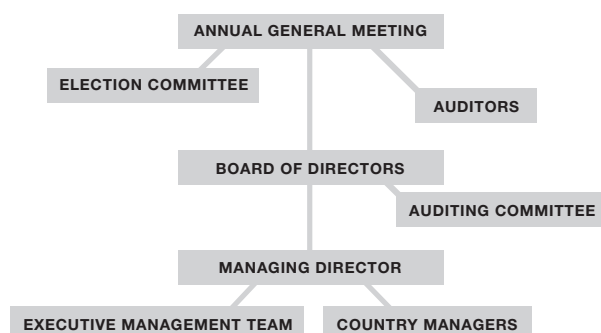 ANNUAL GENERAL MEETING
ELECTION COMMITTEE
AUDITORS
BOARD OF DIRECTORS
AUDITING COMMITTEE
MANAGING DIRECTOR
EXECUTIVE MANAGEMENT TEAM
COUNTRY MANAGERS